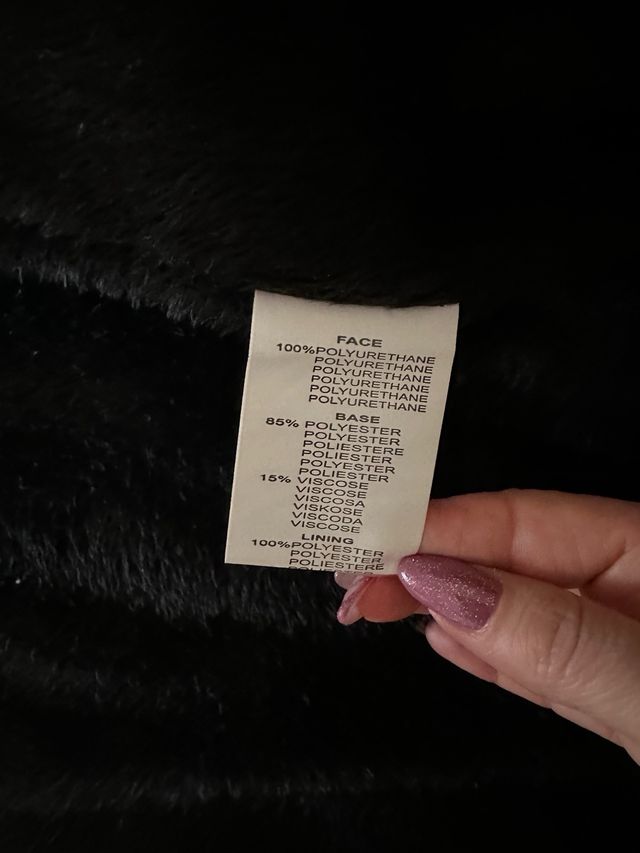 FACE
100%POLYURETHANE
POLYURETHANE
POLYURETHANE
POLYURETHANE
POLYURETHANE
POLYURETHANE
BASE
85% POLYESTER
POLYESTER
POLIESTERE
POLIESTER
POLYESTER
POLIESTER
15% VISCOSE
VISCOSE
VISCOSA
VISKOSE
VISCODA
VISCOSE
LINING
100%POLYESTER
POLYESTER
POLIESTERE